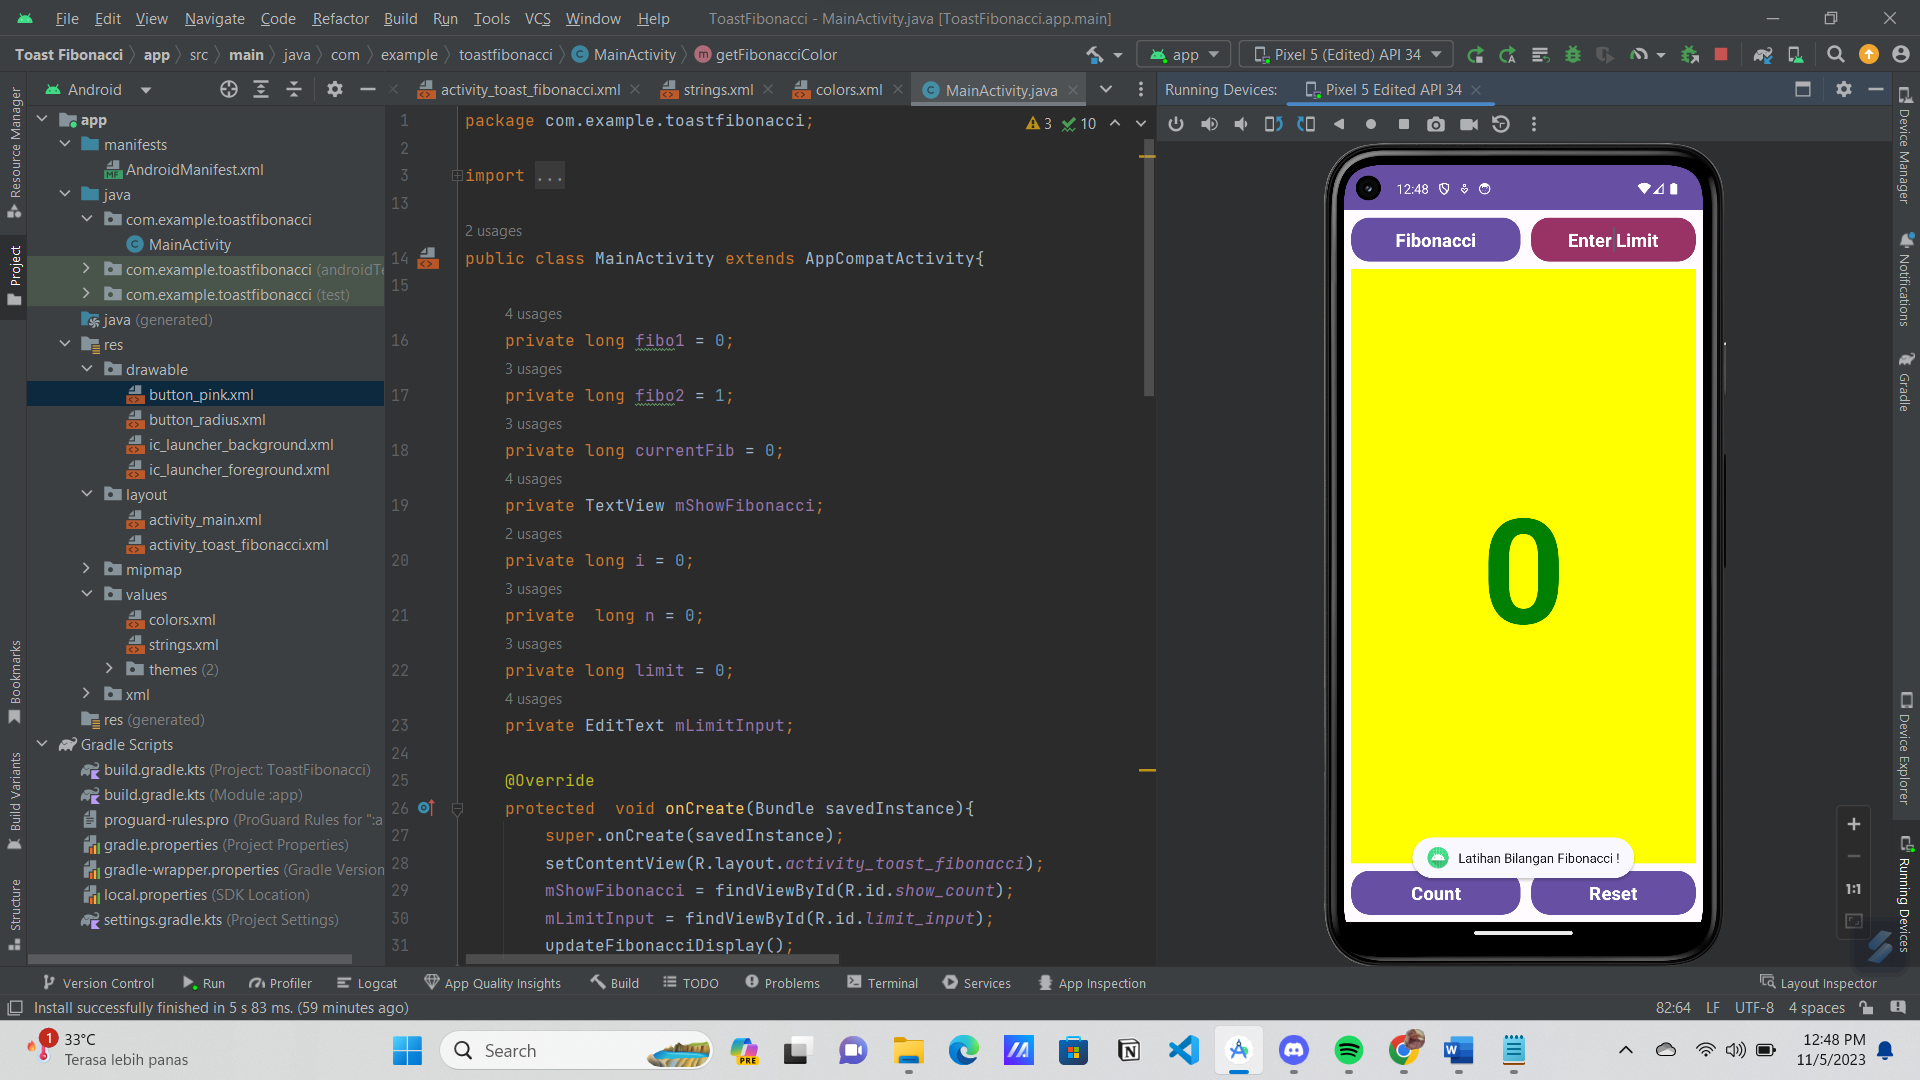 File Edit View Navigate Code Refactor Build Run Tools VCS Window Help ToastFibonacci - MainActivity.java [ToastFibonacci.app.main]
Toast Fibonacci app src main java com example toastfibonacci MainActivity getFibonacciColor app Pixel 5 (Edited) API 34
Android
activity_toast_fibonacci.xml strings.xml colors.xml MainActivity.java
Running Devices: Pixel 5 Edited API 34
Resource Manager
Project
Bookmarks
Build Variants
Structure
app
manifests
AndroidManifest.xml
java
com.example.toastfibonacci
MainActivity
com.example.toastfibonacci (androidTe
com.example.toastfibonacci (test)
java (generated)
res
drawable
button_pink.xml
button_radius.xml
ic_launcher_background.xml
ic_launcher_foreground.xml
layout
activity_main.xml
activity_toast_fibonacci.xml
mipmap
values
colors.xml
strings.xml
themes (2)
xml
res (generated)
Gradle Scripts
build.gradle.kts (Project: ToastFibonacci)
build.gradle.kts (Module :app)
proguard-rules.pro (ProGuard Rules for ":a
gradle.properties (Project Properties)
gradle-wrapper.properties (Gradle Version
local.properties (SDK Location)
settings.gradle.kts (Project Settings)
3 10
1 package com.example.toastfibonacci;
2
3 import ...
13
2 usages
14 public class MainActivity extends AppCompatActivity{
15
4 usages
16 private long fibo1 = 0;
3 usages
17 private long fibo2 = 1;
3 usages
18 private long currentFib = 0;
4 usages
19 private TextView mShowFibonacci;
2 usages
20 private long i = 0;
3 usages
21 private  long n = 0;
3 usages
22 private long limit = 0;
4 usages
23 private EditText mLimitInput;
24
25 @Override
26 protected  void onCreate(Bundle savedInstance){
27 super.onCreate(savedInstance);
28 setContentView(R.layout.activity_toast_fibonacci);
29 mShowFibonacci = findViewById(R.id.show_count);
30 mLimitInput = findViewById(R.id.limit_input);
31 updateFibonacciDisplay();
12:48
Fibonacci Enter Limit
0
Latihan Bilangan Fibonacci !
Count Reset
1:1
Device Manager
Notifications
Gradle
Device Explorer
Running Devices
Version Control Run Profiler Logcat App Quality Insights Build TODO Problems Terminal Services App Inspection Layout Inspector
Install successfully finished in 5 s 83 ms. (59 minutes ago) 82:64 LF UTF-8 4 spaces
1 33°C
Terasa lebih panas
Search
PRE
12:48 PM
11/5/2023